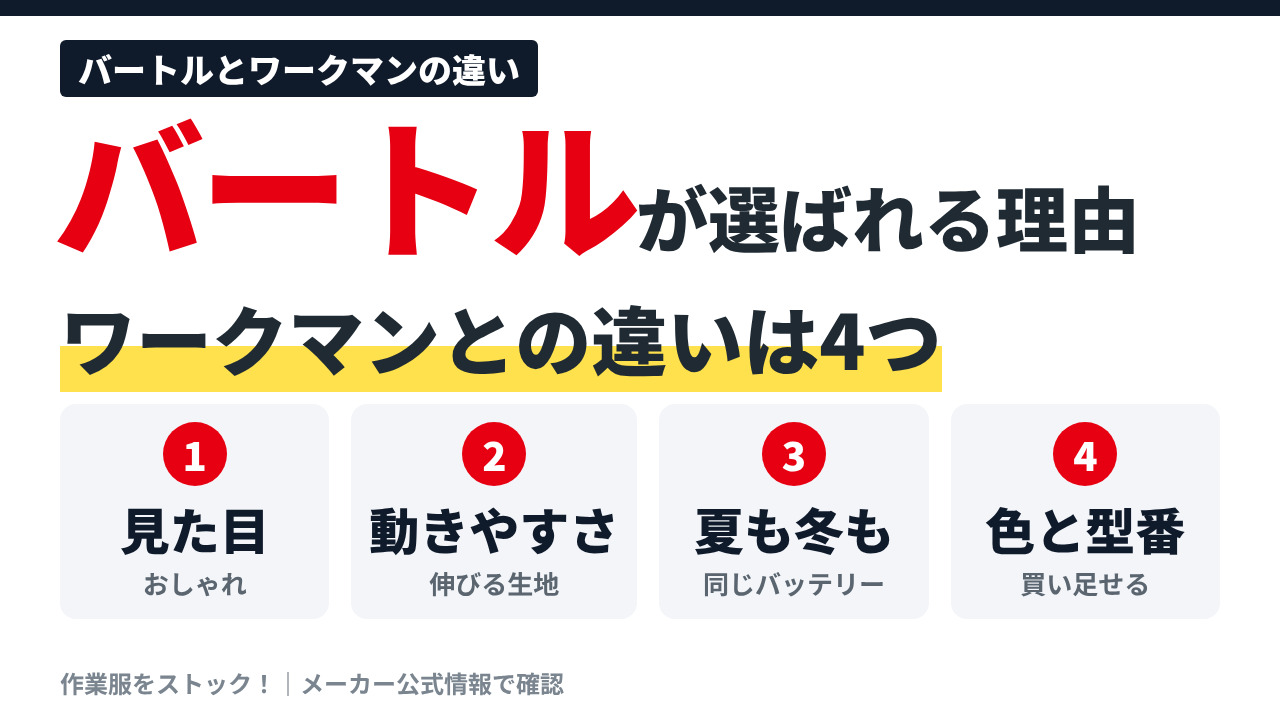 バートルとワークマンの違い
バートルが選ばれる理由
ワークマンとの違いは4つ
1
見た目
おしゃれ
2
動きやすさ
伸びる生地
3
夏も冬も
同じバッテリー
4
色と型番
買い足せる
作業服をストック！｜メーカー公式情報で確認